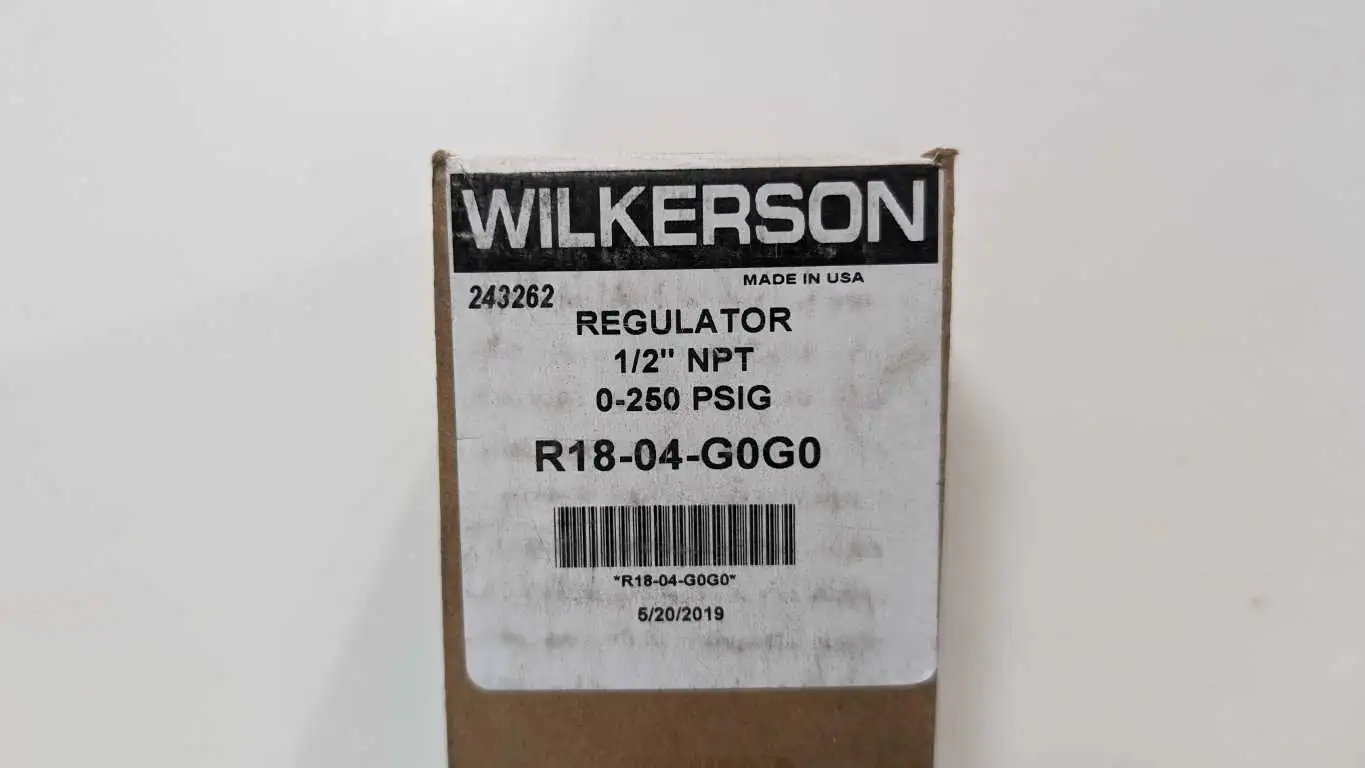 WILKERSON
MADE IN USA
243262
REGULATOR
1/2" NPT
0-250 PSIG
R18-04-G0G0
*R18-04-G0G0*
5/20/2019